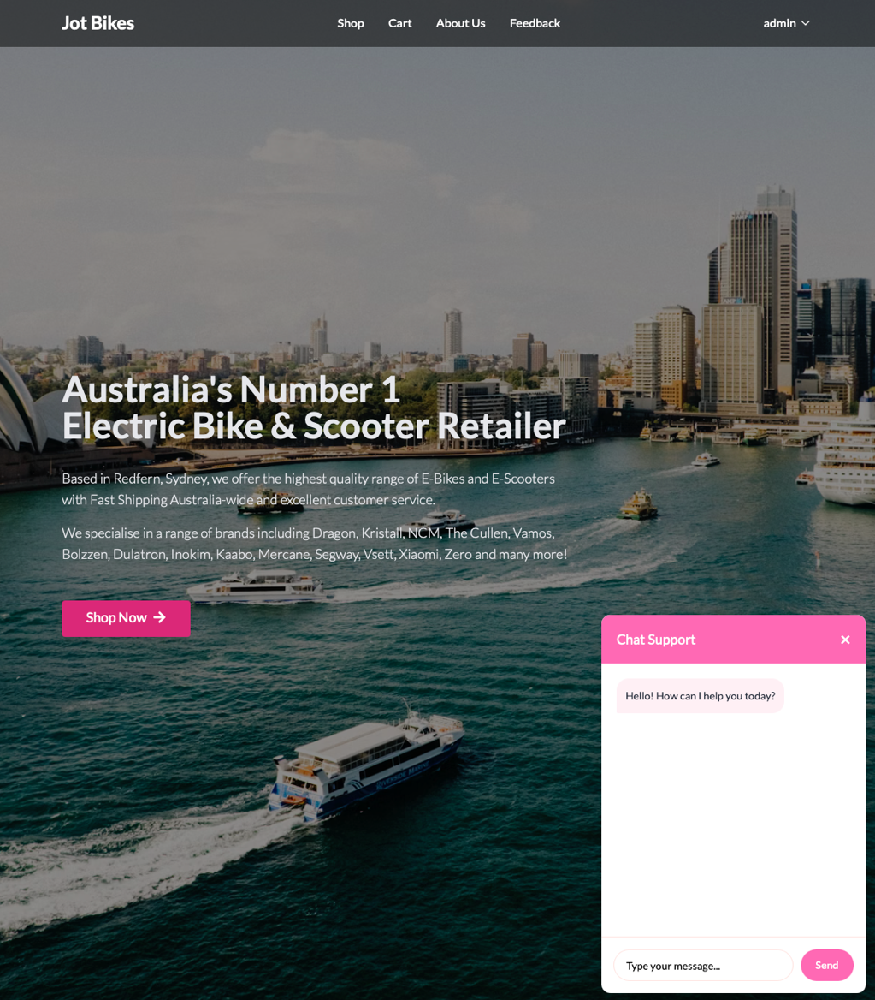 Jot Bikes
Shop
Cart
About Us
Feedback
admin
Australia's Number 1
Electric Bike & Scooter Retailer
Based in Redfern, Sydney, we offer the highest quality range of E-Bikes and E-Scooters
with Fast Shipping Australia-wide and excellent customer service.
We specialise in a range of brands including Dragon, Kristall, NCM, The Cullen, Vamos,
Bolzzen, Dulatron, Inokim, Kaabo, Mercane, Segway, Vsett, Xiaomi, Zero and many more!
Shop Now
Chat Support
Hello! How can I help you today?
Type your message...
Send